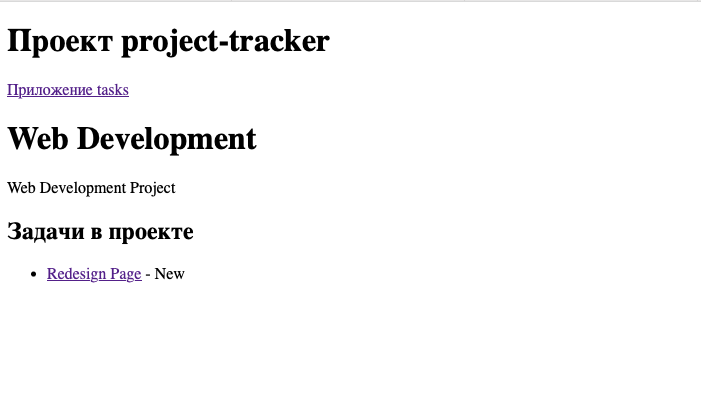 Проект project-tracker
Приложение tasks
Web Development
Web Development Project
Задачи в проекте
• Redesign Page - New